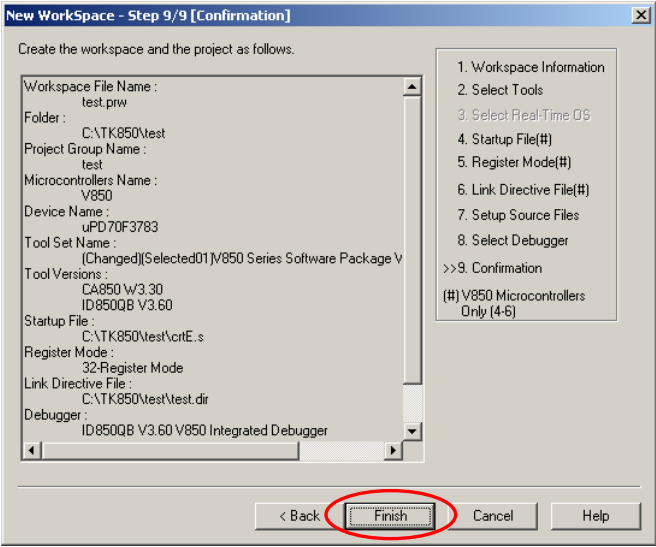 New WorkSpace - Step 9/9 [Confirmation]
Create the workspace and the project as follows.
Workspace File Name :
test.prw
Folder :
C:\TK850\test
Project Group Name :
test
Microcontrollers Name :
V850
Device Name :
uPD70F3783
Tool Set Name :
(Changed)(Selected01)V850 Series Software Package V
Tool Versions :
CA850 W3.30
ID850QB V3.60
Startup File :
C:\TK850\test\crtE.s
Register Mode :
32-Register Mode
Link Directive File :
C:\TK850\test\test.dir
Debugger :
ID850QB V3.60 V850 Integrated Debugger
1. Workspace Information
2. Select Tools
3. Select Real-Time OS
4. Startup File(#)
5. Register Mode(#)
6. Link Directive File(#)
7. Setup Source Files
8. Select Debugger
>>9. Confirmation
(#) V850 Microcontrollers
Only (4-6)
< Back
Finish
Cancel
Help